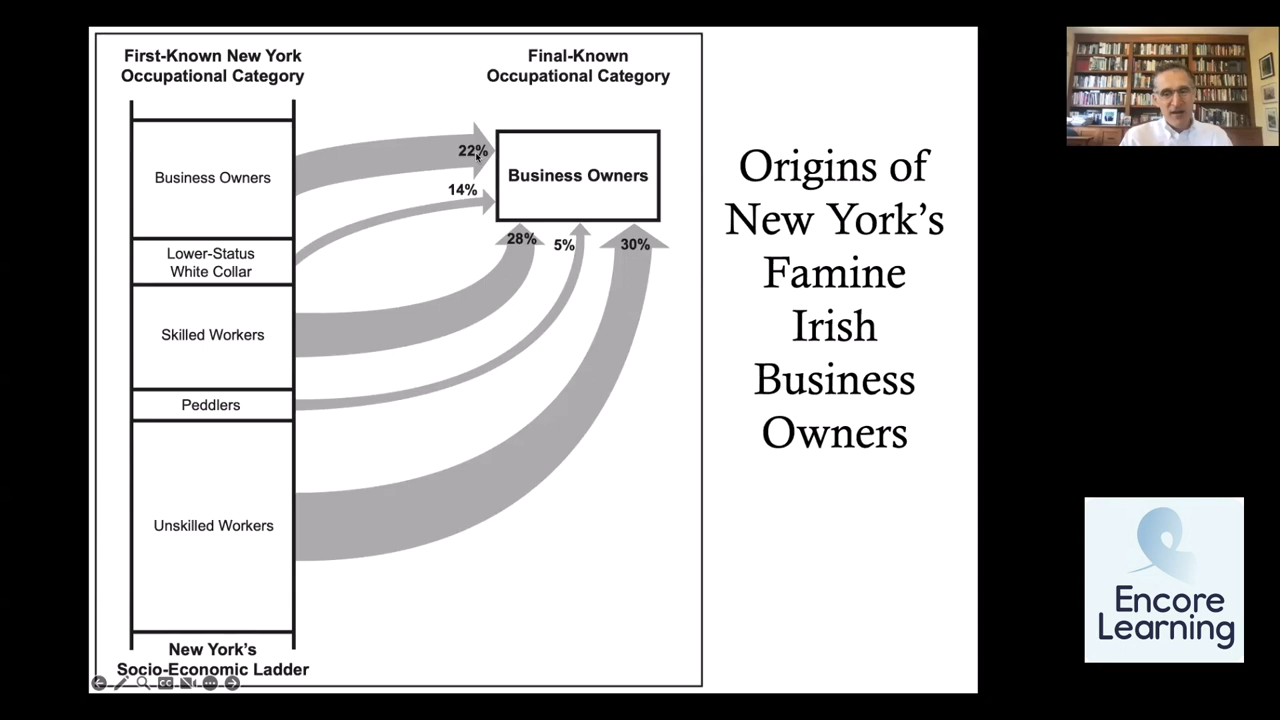 First-Known New York
Occupational Category
Final-Known
Occupational Category
Business Owners
Lower-Status
White Collar
Skilled Workers
Peddlers
Unskilled Workers
New York’s
Socio-Economic Ladder
22%
14%
28%
5%
30%
Business Owners
Origins of
New York’s
Famine
Irish
Business
Owners
CC
Encore
Learning